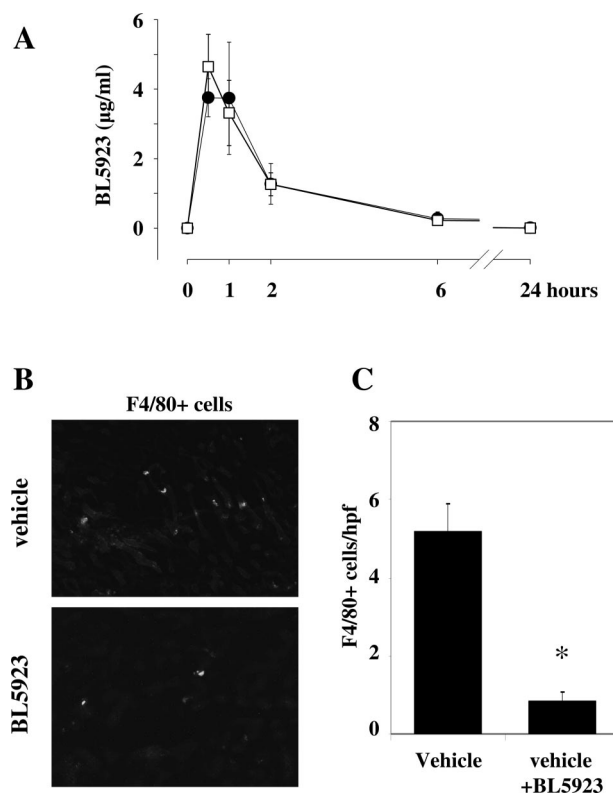 A
BL5923 (µg/ml)
6
4
2
0
0 1 2 6 24 hours
B
F4/80+ cells
vehicle
BL5923
C
F4/80+ cells/hpf
8
6
4
2
0
*
Vehicle
vehicle
+BL5923